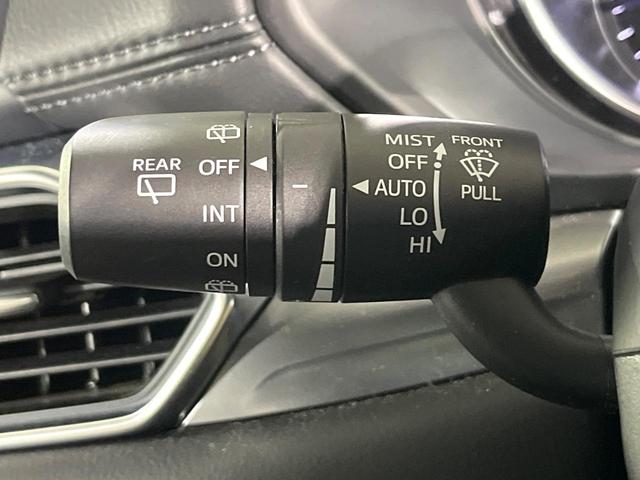 REAR
OFF
INT
ON
MIST
OFF
AUTO
LO
HI
FRONT
PULL